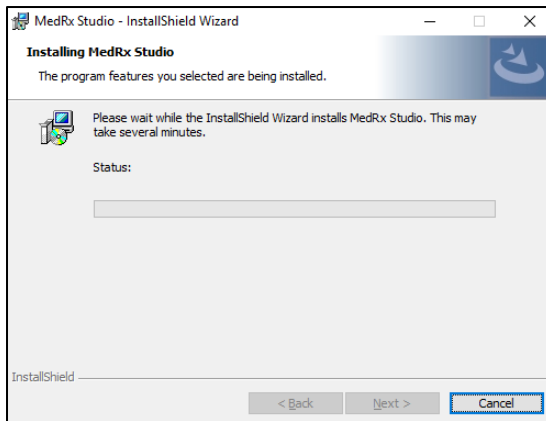 MedRx Studio - InstallShield Wizard
Installing MedRx Studio
The program features you selected are being installed.
Please wait while the InstallShield Wizard installs MedRx Studio. This may
take several minutes.
Status:
InstallShield
< Back
Next >
Cancel